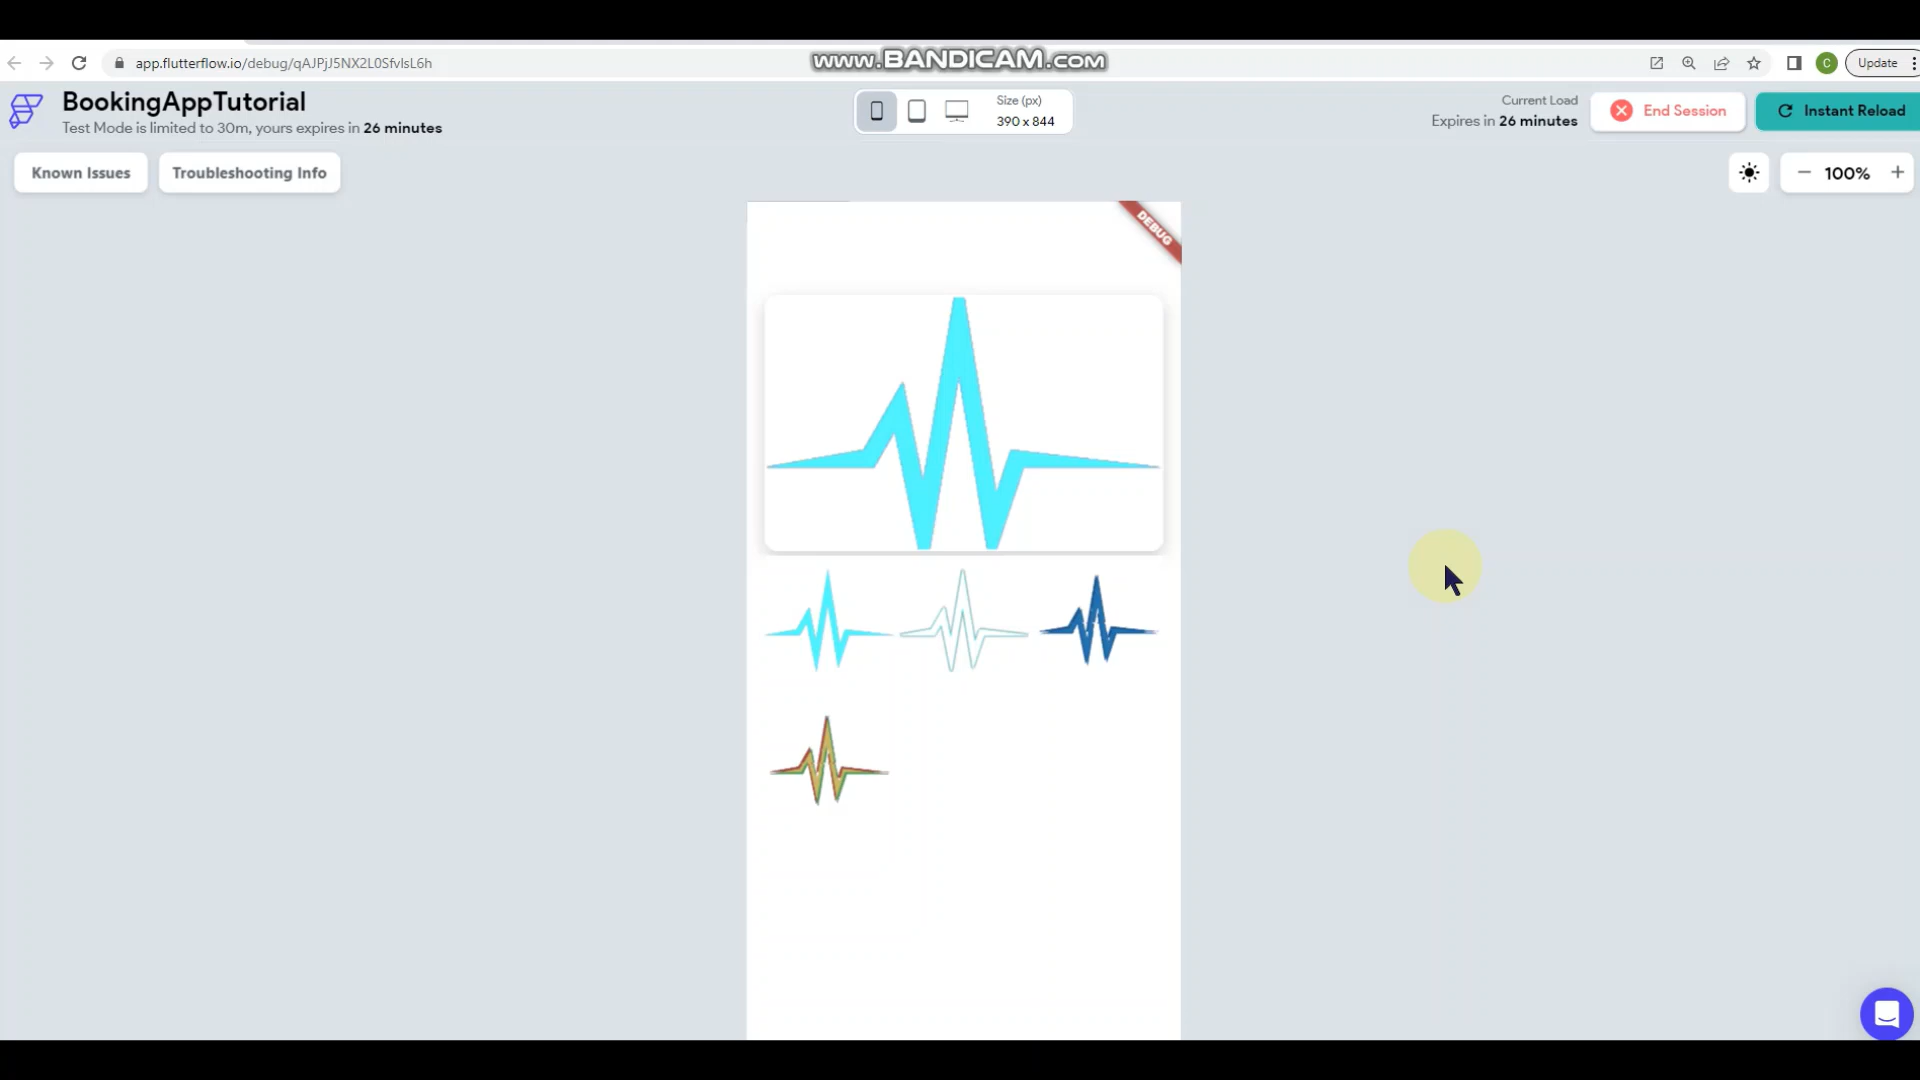 app.flutterflow.io/debug/qAJPjJ5NX2L0SfvIsL6h
www.BANDICAM.com
C
Update
BookingAppTutorial
Test Mode is limited to 30m, yours expires in 26 minutes
Size (px)
390 x 844
Current Load
Expires in 26 minutes
End Session
Instant Reload
Known Issues
Troubleshooting Info
100%
DEBUG